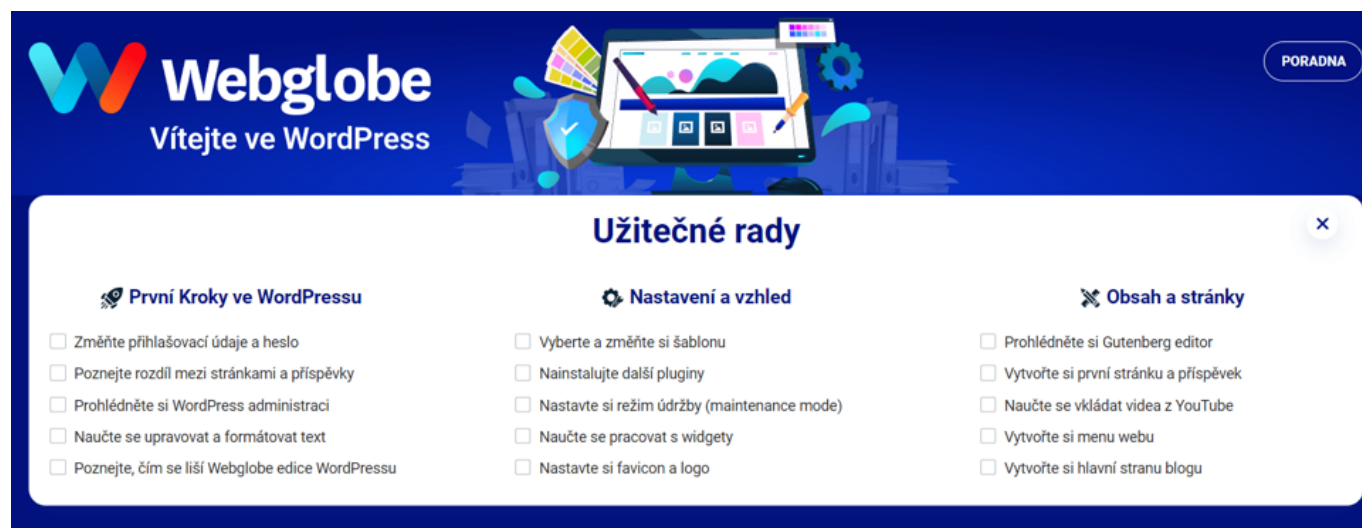 Webglobe
Vítejte ve WordPress
PORADNA
Užitečné rady
První Kroky ve WordPressu
Změňte přihlašovací údaje a heslo
Poznejte rozdíl mezi stránkami a příspěvky
Prohlédněte si WordPress administraci
Naučte se upravovat a formátovat text
Poznejte, čím se liší Webglobe edice WordPressu
Nastavení a vzhled
Vyberte a změňte si šablonu
Nainstalujte další pluginy
Nastavte si režim údržby (maintenance mode)
Naučte se pracovat s widgety
Nastavte si favicon a logo
Obsah a stránky
Prohlédněte si Gutenberg editor
Vytvořte si první stránku a příspěvek
Naučte se vkládat videa z YouTube
Vytvořte si menu webu
Vytvořte si hlavní stranu blogu